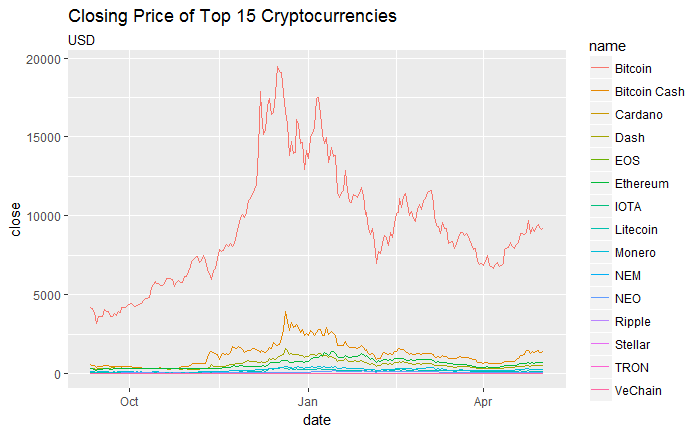 Closing Price of Top 15 Cryptocurrencies
USD
20000
15000
10000
5000
0
close
Oct
Jan
Apr
date
name
Bitcoin
Bitcoin Cash
Cardano
Dash
EOS
Ethereum
IOTA
Litecoin
Monero
NEM
NEO
Ripple
Stellar
TRON
VeChain